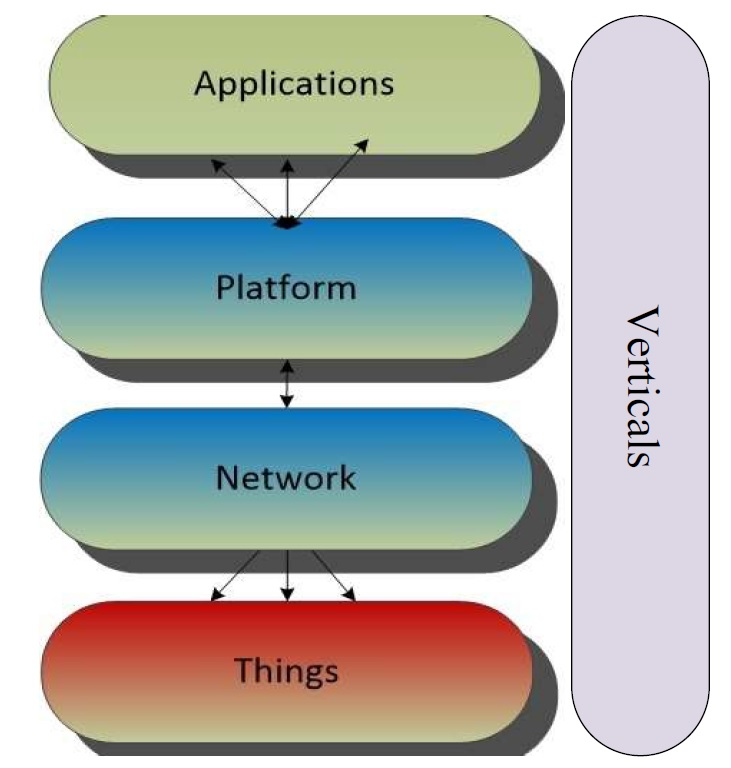 Applications
Platform
Network
Things
Verticals